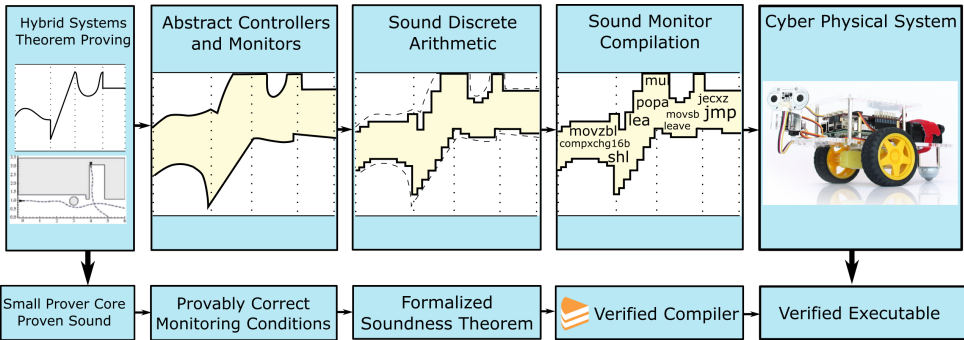 Hybrid Systems
Theorem Proving
Abstract Controllers
and Monitors
Sound Discrete
Arithmetic
Sound Monitor
Compilation
mul
popa
lea
jecxz
movsb
jmp
leave
movzbl
compxchg16b
shl
Cyber Physical System
Small Prover Core
Proven Sound
Provably Correct
Monitoring Conditions
Formalized
Soundness Theorem
Verified Compiler
Verified Executable